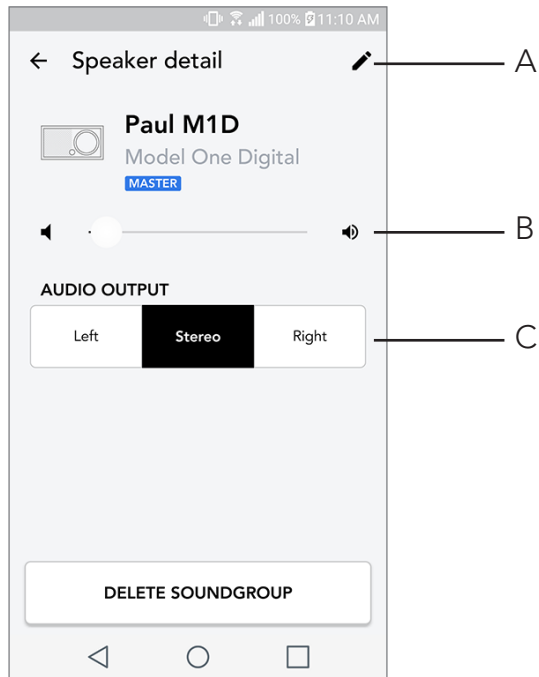 100% 11:10 AM
Speaker detail
A
Paul M1D
Model One Digital
MASTER
B
AUDIO OUTPUT
Left Stereo Right
C
DELETE SOUNDGROUP